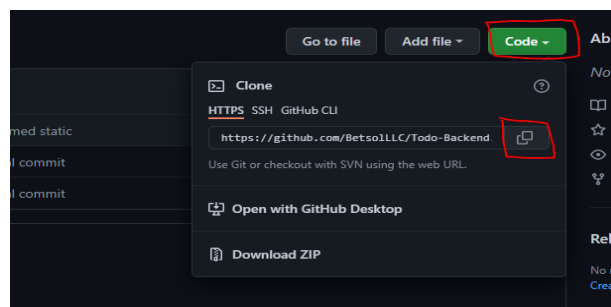 Go to file Add file Code Ab
Clone No
HTTPS SSH GitHub CLI
med static https://github.com/BetsolLLC/Todo-Backend.
l commit Use Git or checkout with SVN using the web URL.
l commit Open with GitHub Desktop
Rel
Download ZIP
No
Crea